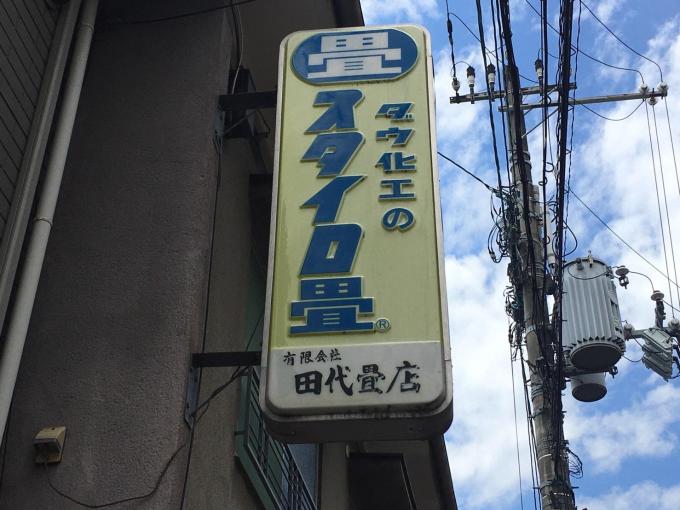 畳
ダウ化工の
スタイロ畳®
有限会社
田代畳店